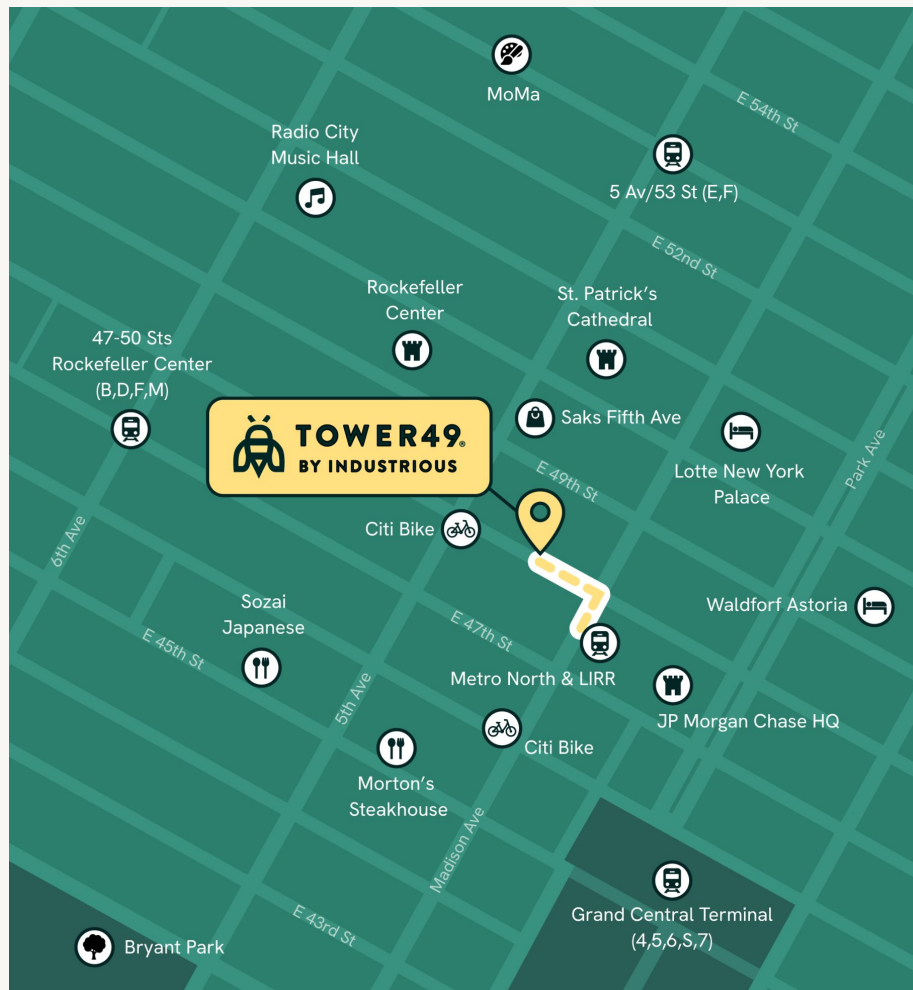 MoMa
E 54th St
Radio City
Music Hall
5 Av/53 St (E,F)
E 52nd St
Rockefeller
Center
St. Patrick's
Cathedral
47-50 Sts
Rockefeller Center
(B,D,F,M)
TOWER49®
BY INDUSTRIOUS
Saks Fifth Ave
E 49th St
Lotte New York
Palace
Park Ave
Citi Bike
6th Ave
Sozai
Japanese
E 45th St
E 47th St
Waldforf Astoria
Metro North & LIRR
5th Ave
JP Morgan Chase HQ
Citi Bike
Morton's
Steakhouse
Madison Ave
Grand Central Terminal
(4,5,6,S,7)
E 43rd St
Bryant Park